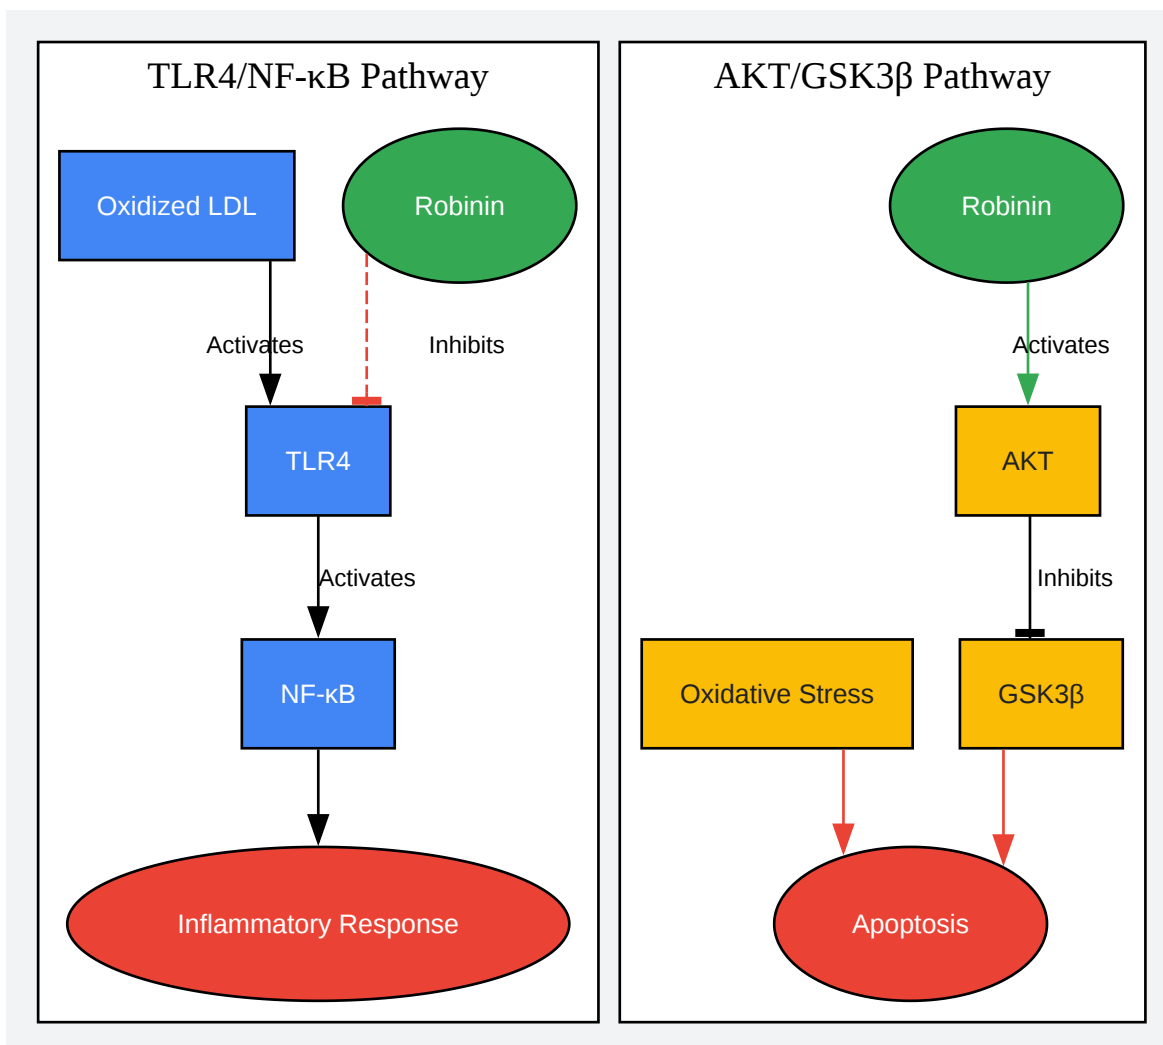 TLR4/NF-κB Pathway
Oxidized LDL
Robinin
Activates
Inhibits
TLR4
Activates
NF-κB
Inflammatory Response
AKT/GSK3β Pathway
Robinin
Activates
AKT
Inhibits
Oxidative Stress
GSK3β
Apoptosis